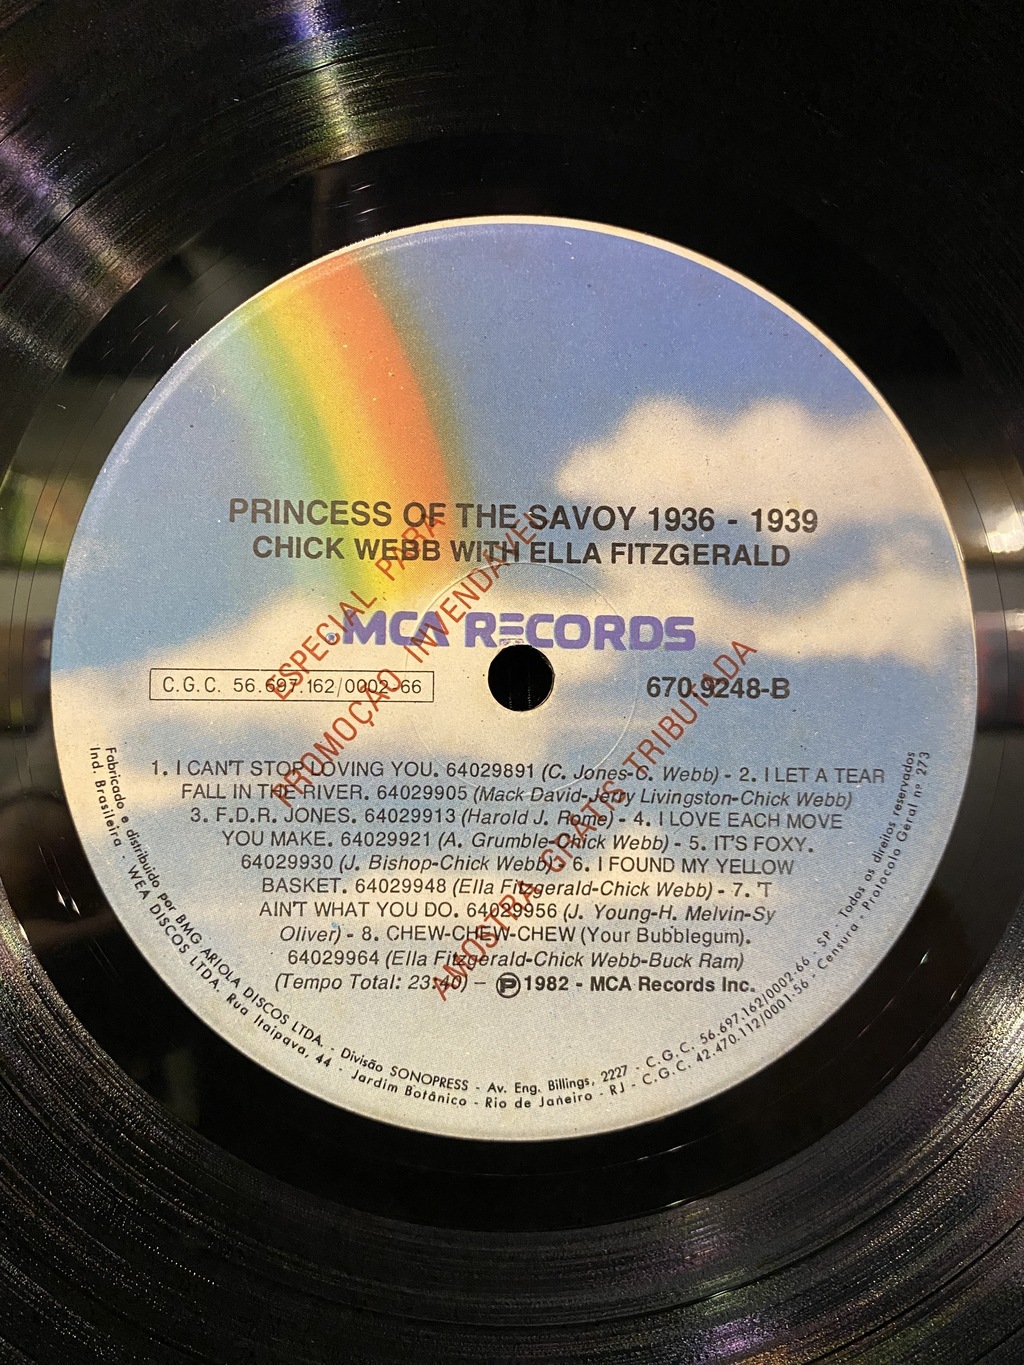 PRINCESS OF THE SAVOY 1936 - 1939
CHICK WEBB WITH ELLA FITZGERALD
MCA RECORDS
C.G.C. 56.697.162/0002-66
670.9248-B
ESPECIAL PARA
PROMOÇÃO INVENDÁVEL
AMOSTRA GRÁTIS TRIBUTADA
1. I CAN'T STOP LOVING YOU. 64029891 (C. Jones-C. Webb) - 2. I LET A TEAR
FALL IN THE RIVER. 64029905 (Mack David-Jerry Livingston-Chick Webb)
3. F.D.R. JONES. 64029913 (Harold J. Rome) - 4. I LOVE EACH MOVE
YOU MAKE. 64029921 (A. Grumble-Chick Webb) - 5. IT'S FOXY.
64029930 (J. Bishop-Chick Webb) - 6. I FOUND MY YELLOW
BASKET. 64029948 (Ella Fitzgerald-Chick Webb) - 7. 'T
AIN'T WHAT YOU DO. 64029956 (J. Young-H. Melvin-Sy
Oliver) - 8. CHEW-CHEW-CHEW (Your Bubblegum).
64029964 (Ella Fitzgerald-Chick Webb-Buck Ram)
(Tempo Total: 23:40) - Ⓟ 1982 - MCA Records Inc.
Fabricado e distribuído por BMG ARIOLA DISCOS LTDA. - Divisão SONOPRESS - Av. Eng. Billings, 2227 - C.G.C. 56.697.162/0002-66 - SP Todos os direitos reservados
Ind. Brasileira - WEA DISCOS LTDA. Rua Itaipava, 44 - Jardim Botânico - Rio de Janeiro - RJ - C.G.C. 42.470.112/0001-56 - Censura - Protocolo Geral nº 273